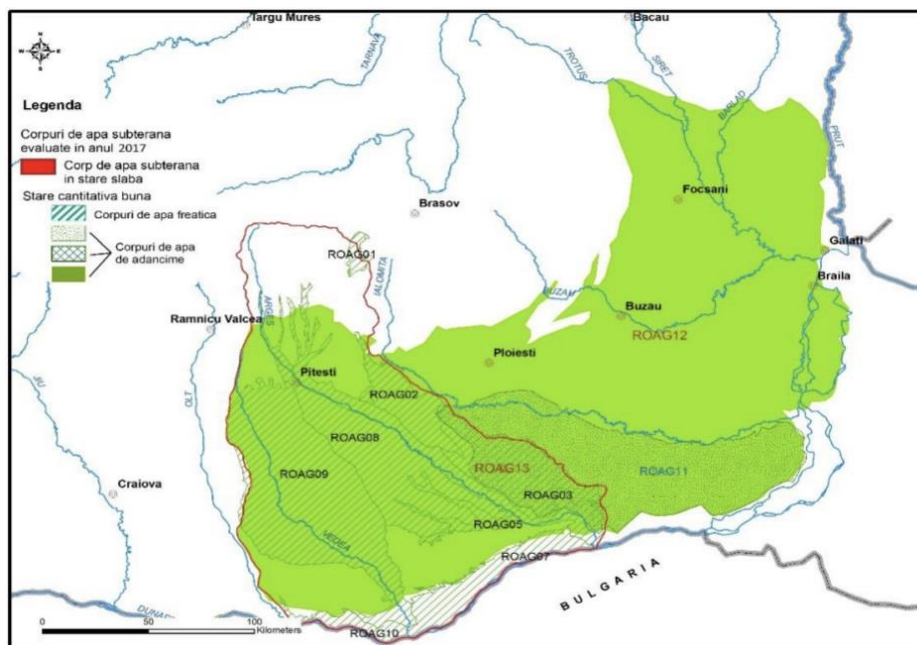 Targu Mures
Bacau
TARNAVA
TROTUS
SIRET
BARLAD
PRUT
N
W
E
S
Legenda
Corpuri de apa subterana
evaluate in anul 2017
Corp de apa subterana
in stare slaba
Stare cantitativa buna
Corpuri de apa freatica
Corpuri de apa
de adancime
Brasov
Focsani
Galati
Braila
ROAG01
IALOMITA
ARGES
BUZAU
Buzau
ROAG12
Ramnicu Valcea
Ploiesti
Pitesti
JIU
OLT
ROAG02
ROAG08
ROAG13
ROAG11
ROAG09
ROAG03
Craiova
ROAG05
VEDEA
ROAG07
BULGARIA
ROAG10
0 50 100
Kilometers